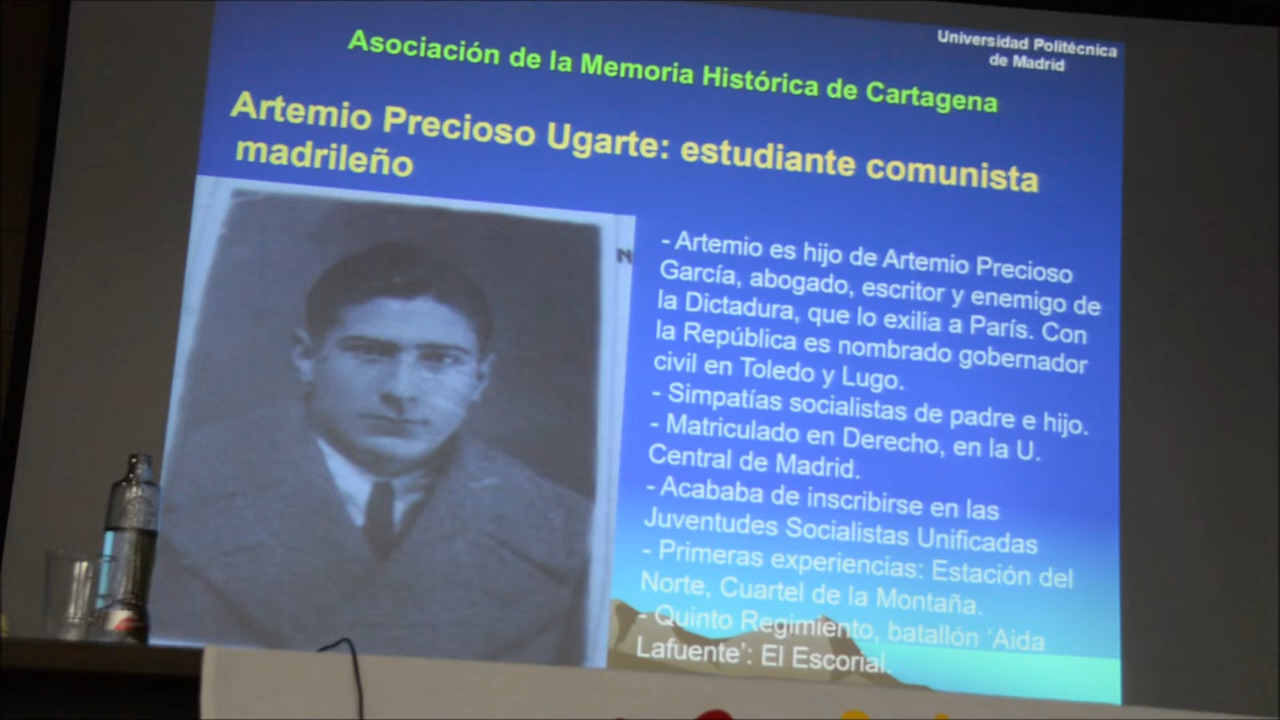 Universidad Politécnica
de Madrid
Asociación de la Memoria Histórica de Cartagena
Artemio Precioso Ugarte: estudiante comunista
madrileño
- Artemio es hijo de Artemio Precioso
García, abogado, escritor y enemigo de
la Dictadura, que lo exilia a París. Con
la República es nombrado gobernador
civil en Toledo y Lugo.
- Simpatías socialistas de padre e hijo.
- Matriculado en Derecho, en la U.
Central de Madrid.
- Acababa de inscribirse en las
Juventudes Socialistas Unificadas
- Primeras experiencias: Estación del
Norte, Cuartel de la Montaña.
- Quinto Regimiento, batallón ‘Aida
Lafuente’: El Escorial.